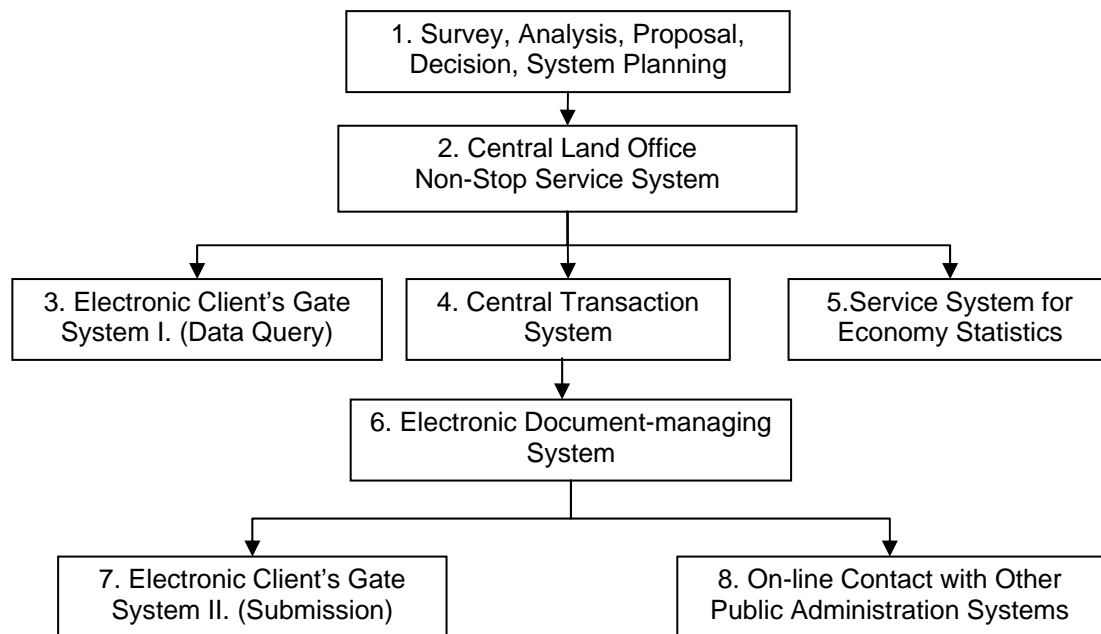 1. Survey, Analysis, Proposal,
Decision, System Planning
2. Central Land Office
Non-Stop Service System
3. Electronic Client’s Gate
System I. (Data Query)
4. Central Transaction
System
5.Service System for
Economy Statistics
6. Electronic Document-managing
System
7. Electronic Client’s Gate
System II. (Submission)
8. On-line Contact with Other
Public Administration Systems